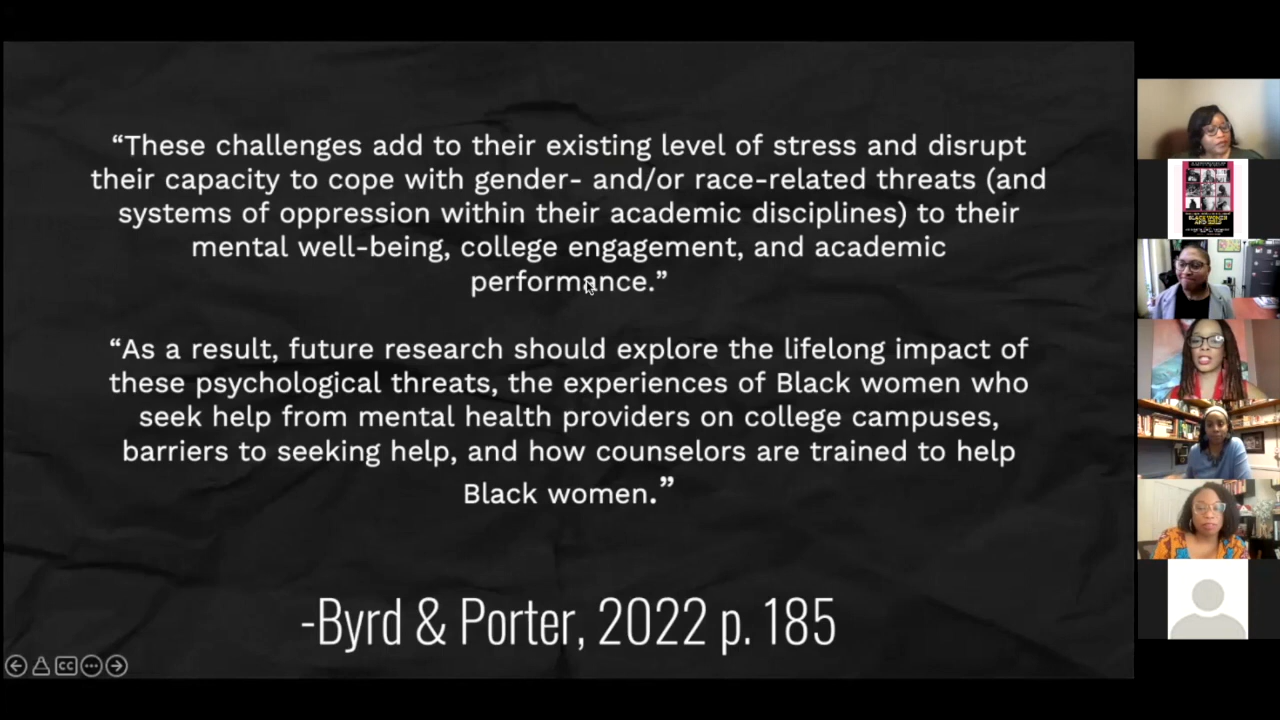 “These challenges add to their existing level of stress and disrupt
their capacity to cope with gender- and/or race-related threats (and
systems of oppression within their academic disciplines) to their
mental well-being, college engagement, and academic
performance.”
“As a result, future research should explore the lifelong impact of
these psychological threats, the experiences of Black women who
seek help from mental health providers on college campuses,
barriers to seeking help, and how counselors are trained to help
Black women.”
-Byrd & Porter, 2022 p. 185
CC
BLACK WOMEN